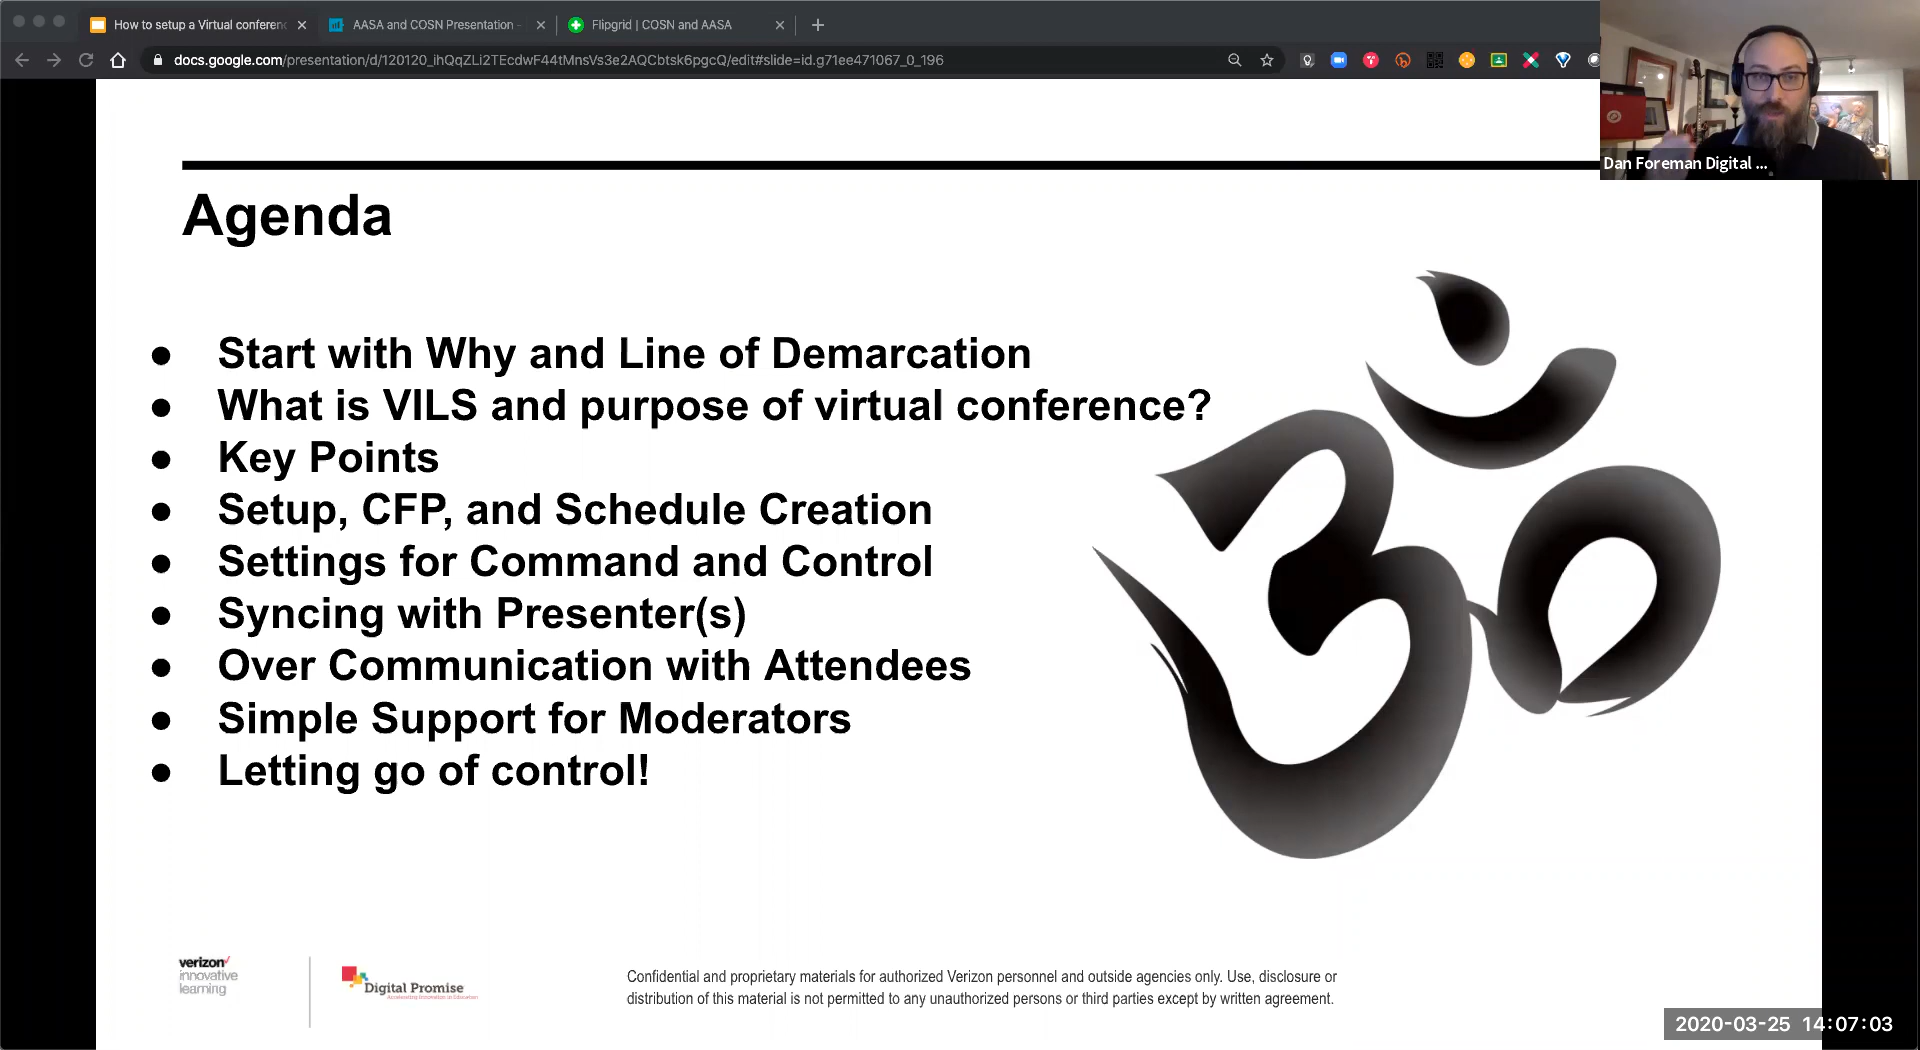 How to setup a Virtual conferenc
AASA and COSN Presentation -
Flipgrid | COSN and AASA
docs.google.com/presentation/d/120120_ihQqZLi2TEcdwF44tMnsVs3e2AQCbtsk6pgcQ/edit#slide=id.g71ee471067_0_196
Dan Foreman Digital ...
Agenda
● Start with Why and Line of Demarcation
● What is VILS and purpose of virtual conference?
● Key Points
● Setup, CFP, and Schedule Creation
● Settings for Command and Control
● Syncing with Presenter(s)
● Over Communication with Attendees
● Simple Support for Moderators
● Letting go of control!
ॐ
verizon✓
innovative
learning
Digital Promise
Accelerating Innovation in Education
Confidential and proprietary materials for authorized Verizon personnel and outside agencies only. Use, disclosure or
distribution of this material is not permitted to any unauthorized persons or third parties except by written agreement.
2020-03-25 14:07:03